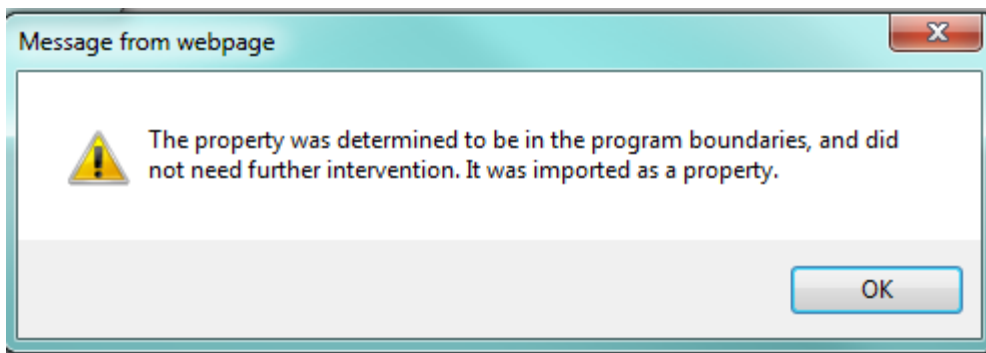 Message from webpage
The property was determined to be in the program boundaries, and did
not need further intervention. It was imported as a property.
OK